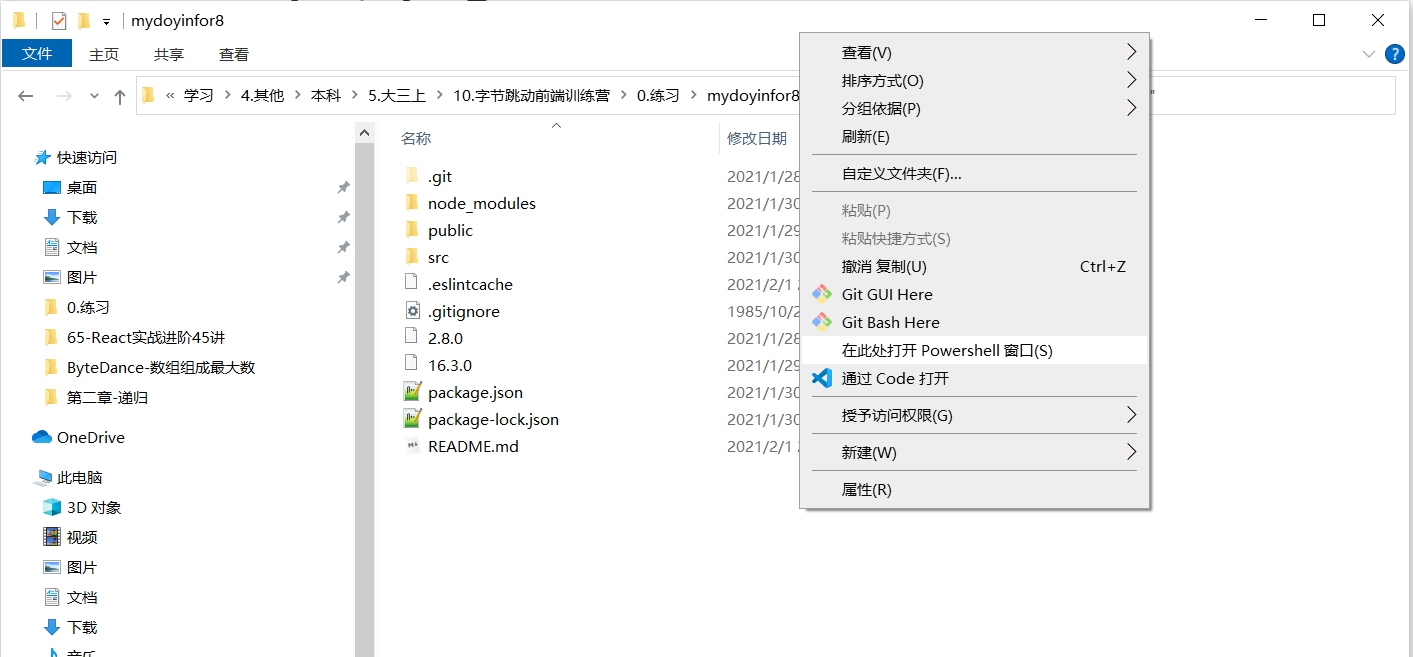 mydoyinfor8
文件 主页 共享 查看
« 学习 > 4.其他 > 本科 > 5.大三上 > 10.字节跳动前端训练营 > 0.练习 > mydoyinfor8
名称 修改日期
快速访问
桌面
下载
文档
图片
0.练习
65-React实战进阶45讲
ByteDance-数组组成最大数
第二章-递归
OneDrive
此电脑
3D 对象
视频
图片
文档
下载
音乐
.git 2021/1/28
node_modules 2021/1/30
public 2021/1/29
src 2021/1/30
.eslintcache 2021/2/1 2
.gitignore 1985/10/2
2.8.0 2021/1/28
16.3.0 2021/1/29
package.json 2021/1/30
package-lock.json 2021/1/30
README.md 2021/2/1 2
查看(V)
排序方式(O)
分组依据(P)
刷新(E)
自定义文件夹(F)...
粘贴(P)
粘贴快捷方式(S)
撤消 复制(U) Ctrl+Z
Git GUI Here
Git Bash Here
在此处打开 Powershell 窗口(S)
通过 Code 打开
授予访问权限(G)
新建(W)
属性(R)